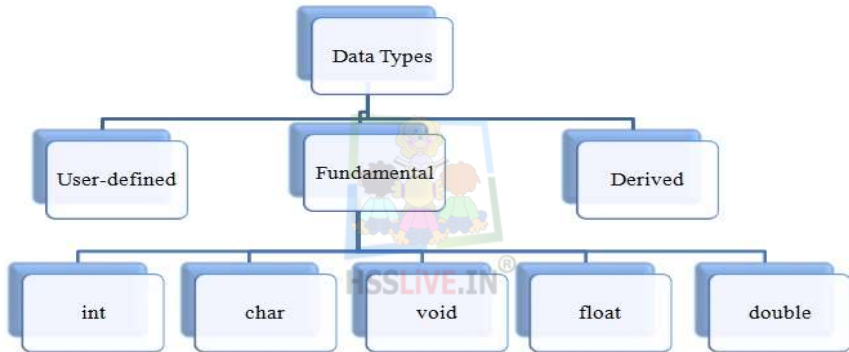 Data Types
User-defined
Fundamental
Derived
HSSLIVE.IN®
int
char
void
float
double